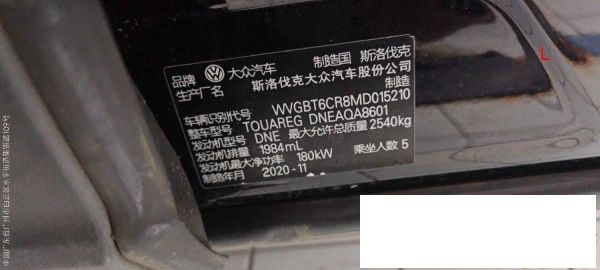 品牌 大众汽车 制造国 斯洛伐克
生产厂名 斯洛伐克大众汽车股份公司
制造
车辆识别代号 WVGBT6CR8MD015210
整车型号 TOUAREG DNEAQA8601
发动机型号 DNE 最大允许总质量 2540kg
发动机排量 1984mL
发动机最大净功率 180kW 乘坐人数 5
制造年月 2020-11
L